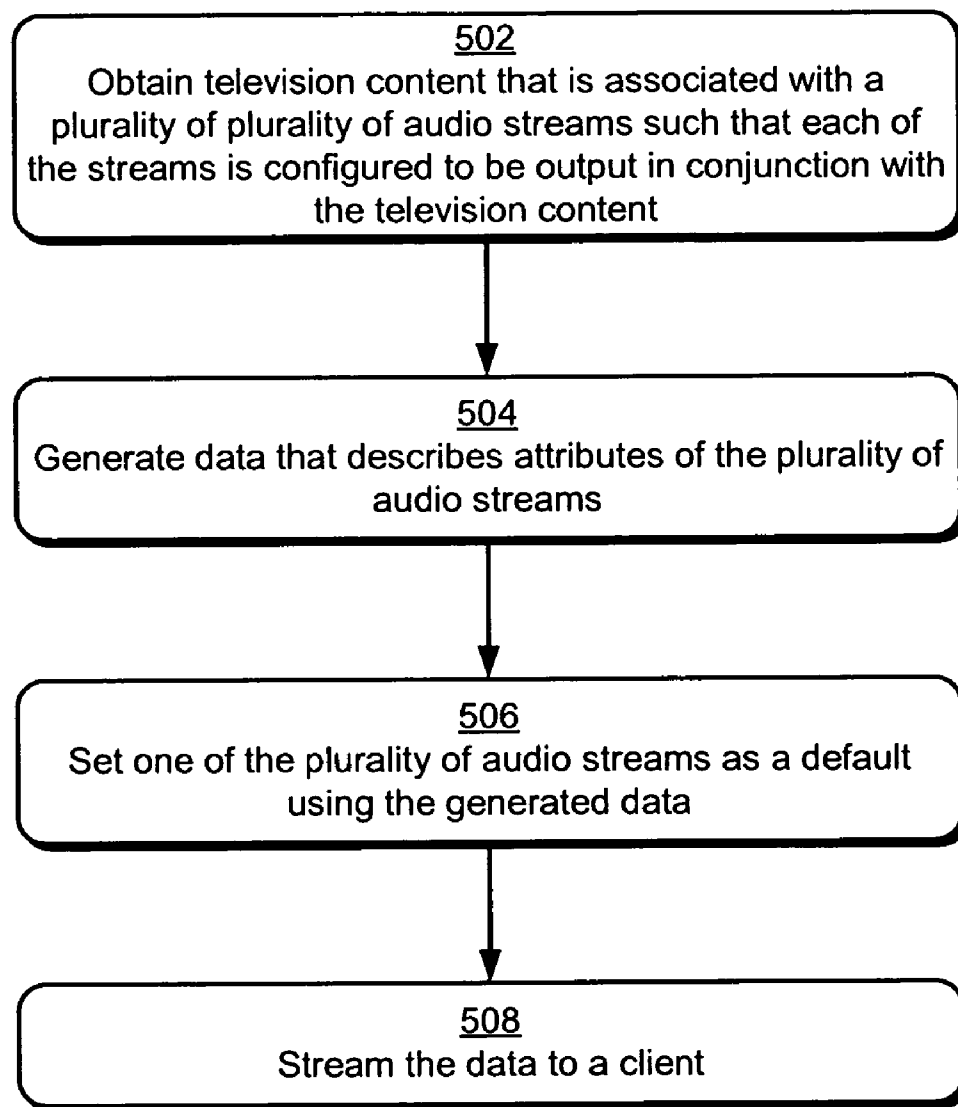 502
Obtain television content that is associated with a
plurality of plurality of audio streams such that each of
the streams is configured to be output in conjunction with
the television content
504
Generate data that describes attributes of the plurality of
audio streams
506
Set one of the plurality of audio streams as a default
using the generated data
508
Stream the data to a client